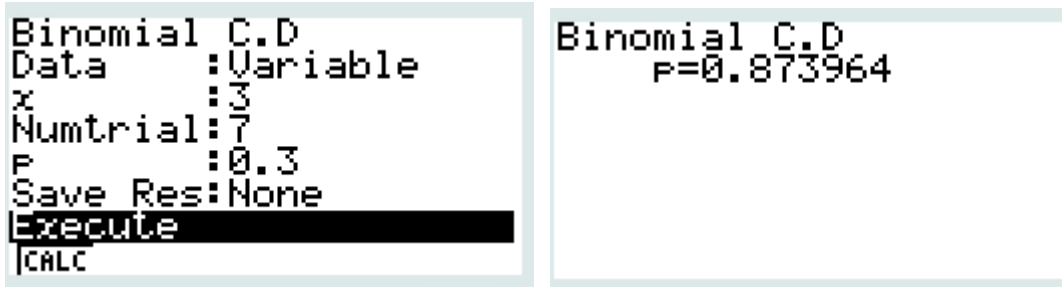 Binomial C.D
Data :Variable
x :3
Numtrial:7
p :0.3
Save Res:None
Execute
CALC
Binomial C.D
p=0.873964